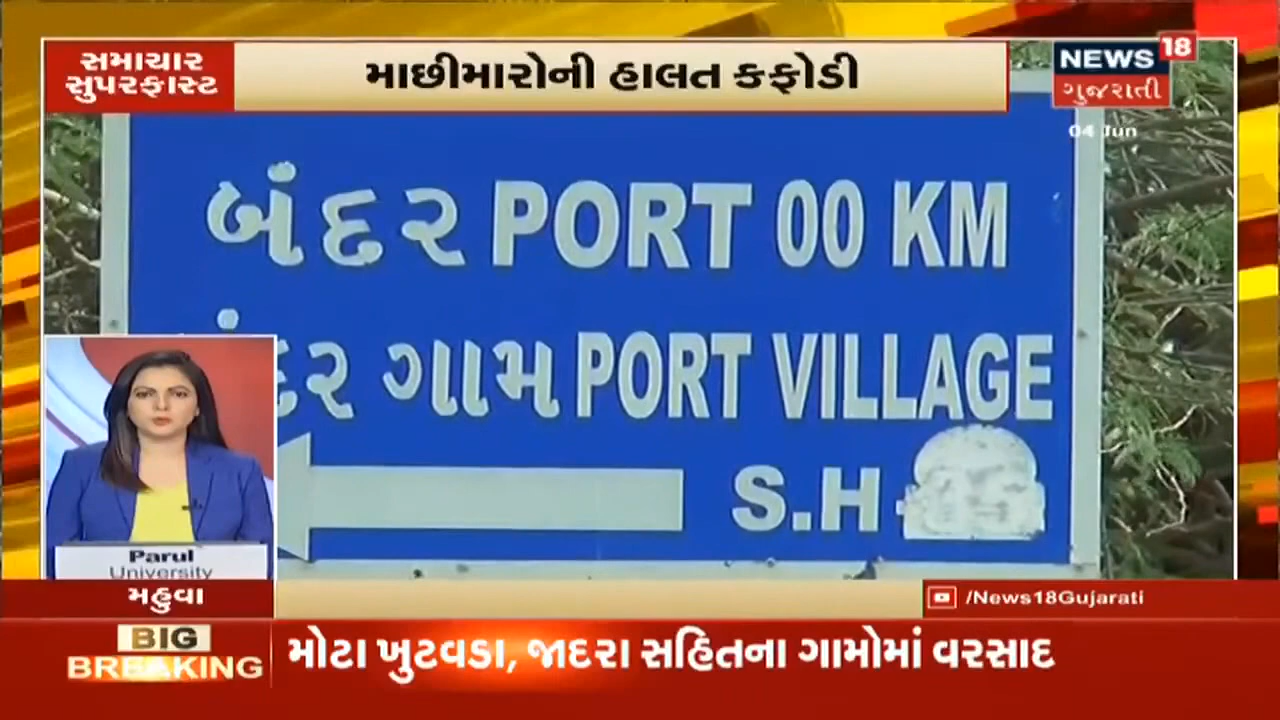 સમાચાર
સુપરફાસ્ટ
માછીમારોની હાલત કફોડી
NEWS 18
ગુજરાતી
04 Jun
બંદર PORT 00 KM
ગામ PORT VILLAGE
S.H
Parul
University
મહુવા
/News18Gujarati
BIG
BREAKING
મોટા ખુટવડા, જાદરા સહિતના ગામોમાં વરસાદ